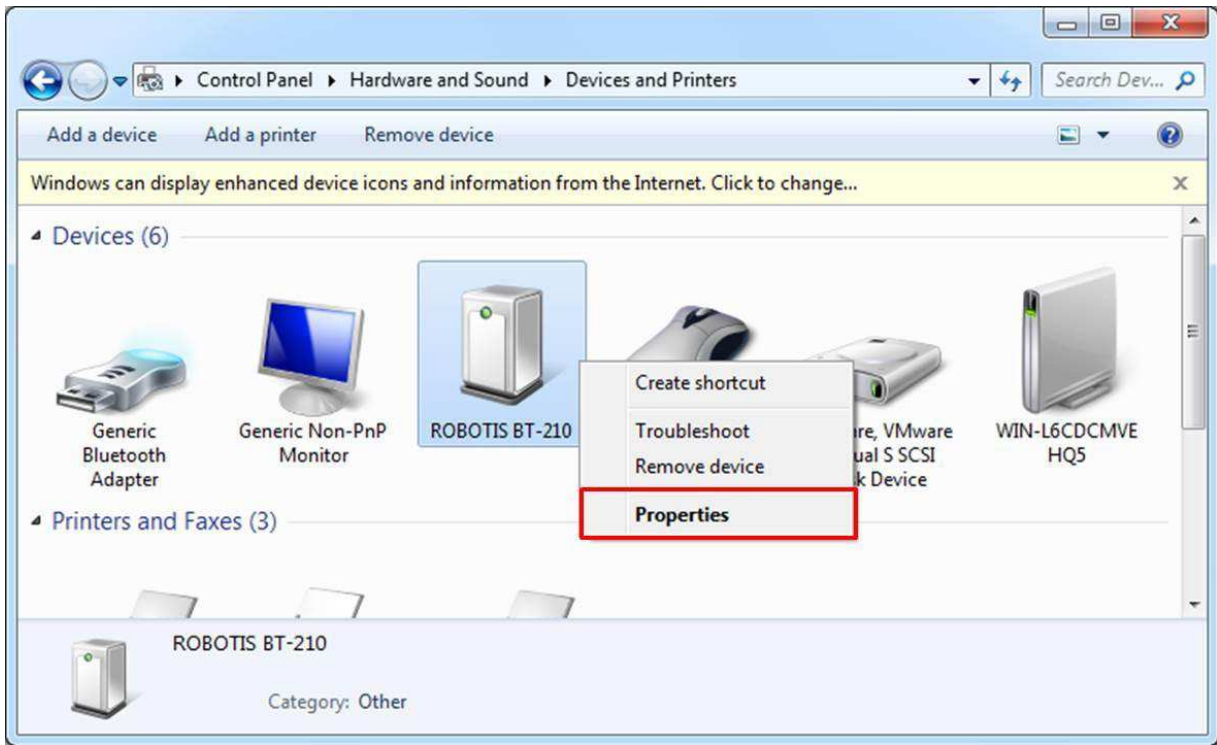 Control Panel ▸ Hardware and Sound ▸ Devices and Printers
Search Dev...
Add a device Add a printer Remove device
Windows can display enhanced device icons and information from the Internet. Click to change...
Devices (6)
Create shortcut
Troubleshoot
Remove device
Properties
Generic
Bluetooth
Adapter
Generic Non-PnP
Monitor
ROBOTIS BT-210
VMware
S SCSI
Device
WIN-L6CDCMVE
HQ5
Printers and Faxes (3)
ROBOTIS BT-210
Category: Other